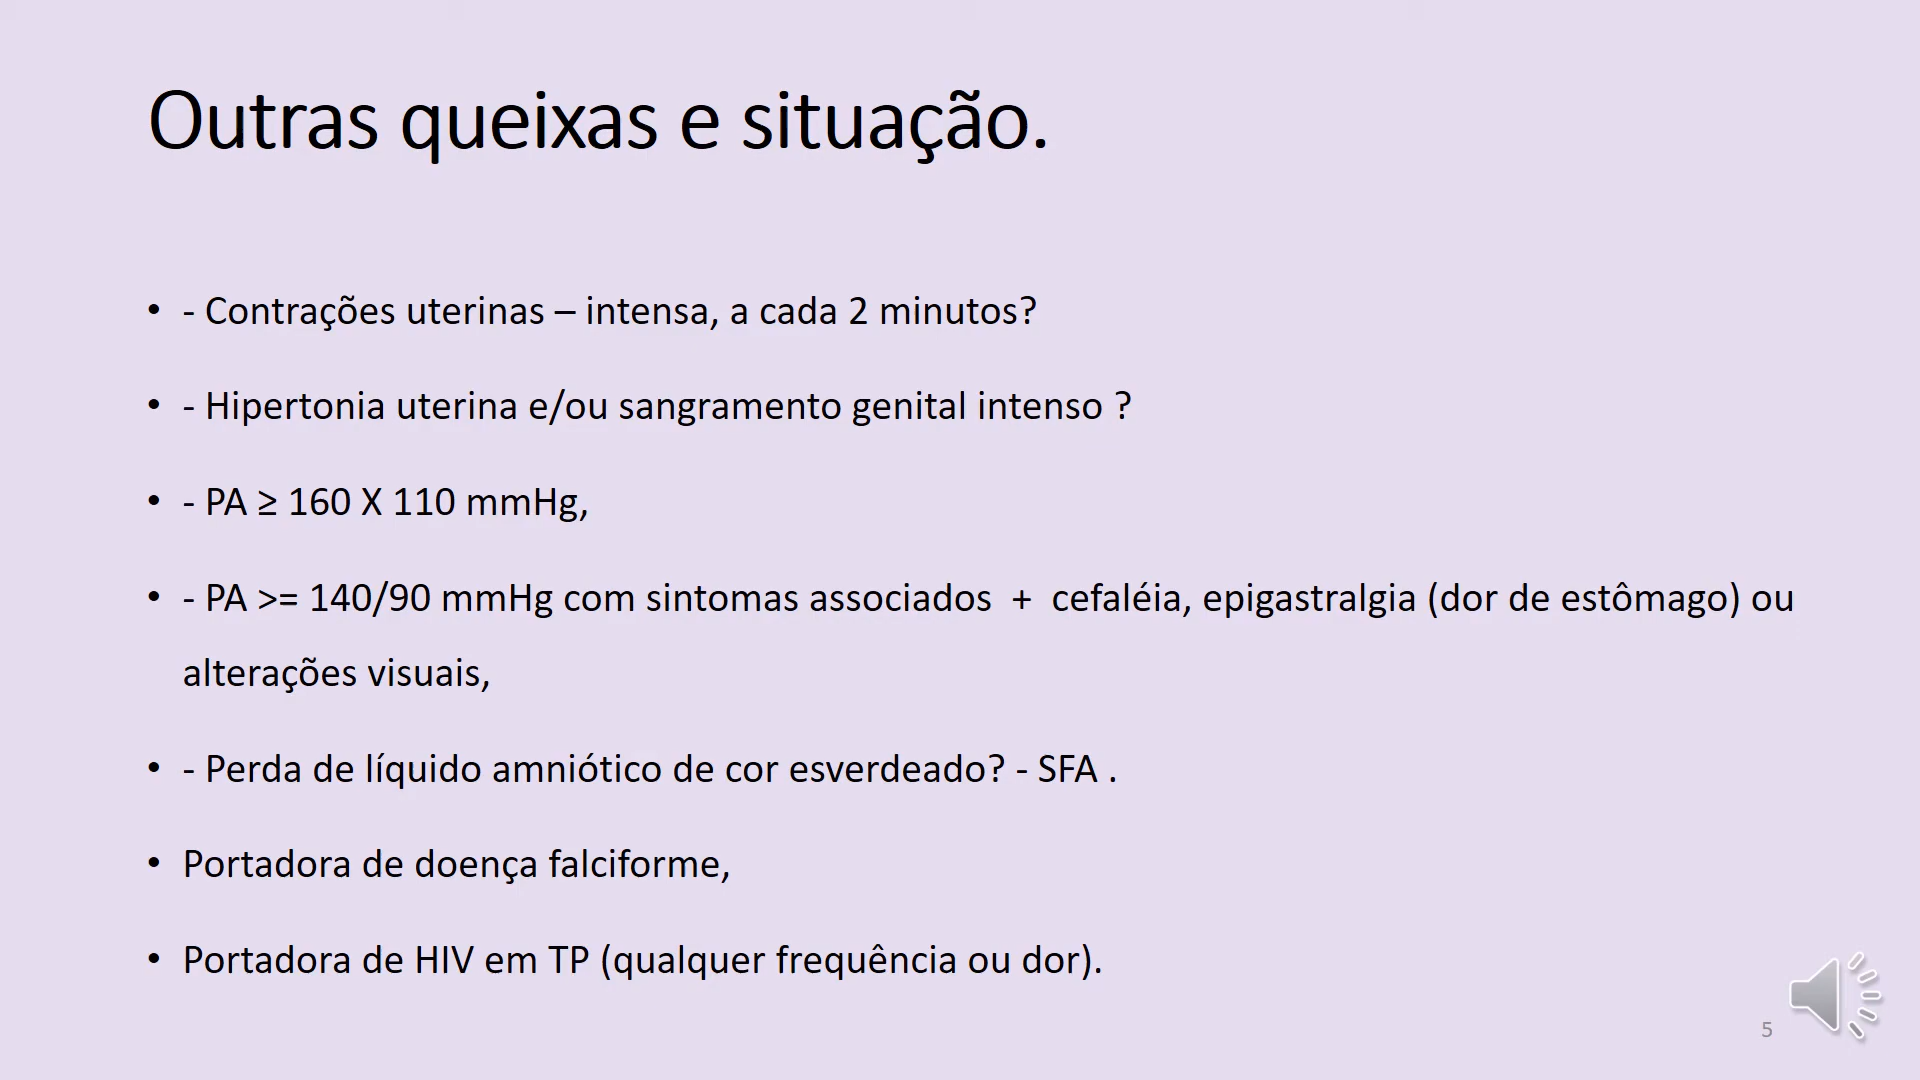 Outras queixas e situação.
• - Contrações uterinas – intensa, a cada 2 minutos?
• - Hipertonia uterina e/ou sangramento genital intenso ?
• - PA ≥ 160 X 110 mmHg,
• - PA >= 140/90 mmHg com sintomas associados  +  cefaléia, epigastralgia (dor de estômago) ou
alterações visuais,
• - Perda de líquido amniótico de cor esverdeado? - SFA .
• Portadora de doença falciforme,
• Portadora de HIV em TP (qualquer frequência ou dor).
5